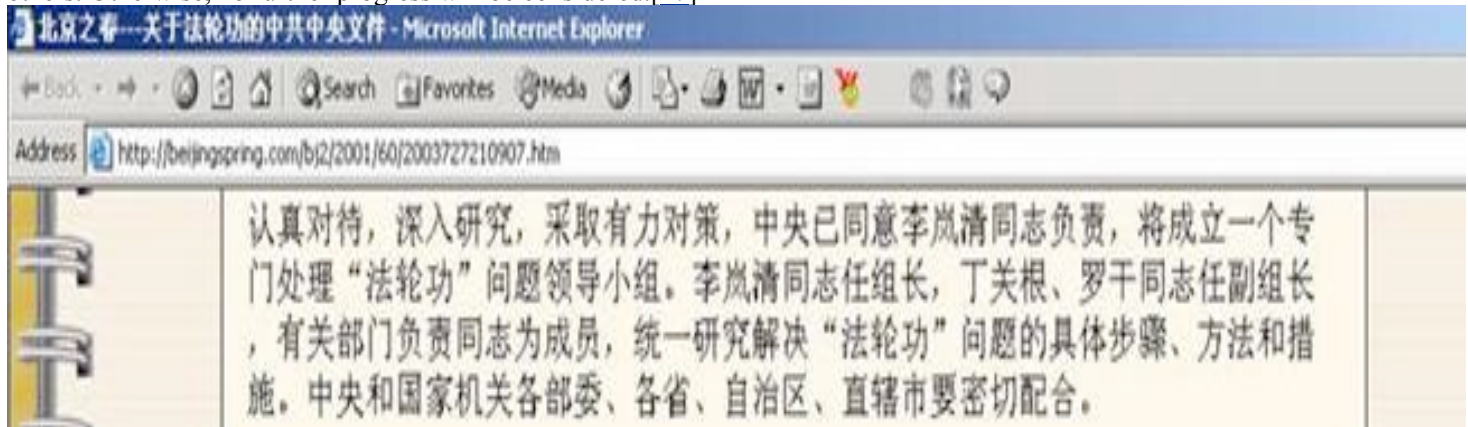 北京之春---关于法轮功的中共中央文件 - Microsoft Internet Explorer
Back Search Favorites Media
Address http://beijingspring.com/bj2/2001/60/2003727210907.htm
认真对待，深入研究，采取有力对策，中央已同意李岚清同志负责，将成立一个专
门处理“法轮功”问题领导小组。李岚清同志任组长，丁关根、罗干同志任副组长
，有关部门负责同志为成员，统一研究解决“法轮功”问题的具体步骤、方法和措
施。中央和国家机关各部委、各省、自治区、直辖市要密切配合。